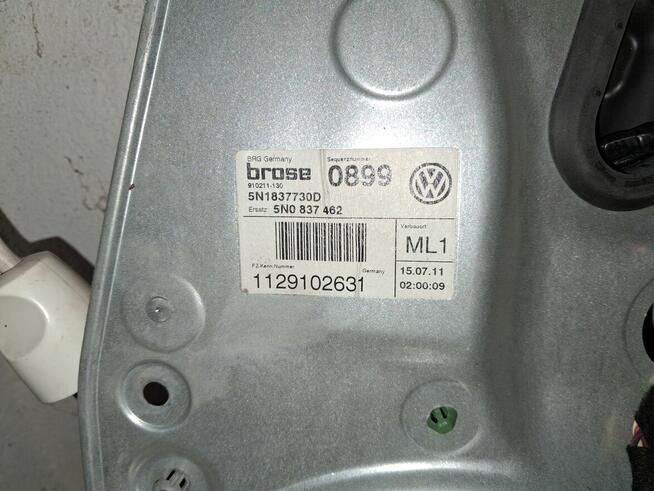 BRG Germany
brose
910211-130
Sequenznummer
0899
5N1837730D
Ersatz: 5N0 837 462
Verbauort
ML1
FZ-Kenn.Nummer
Germany
1129102631
15.07.11
02:00:09